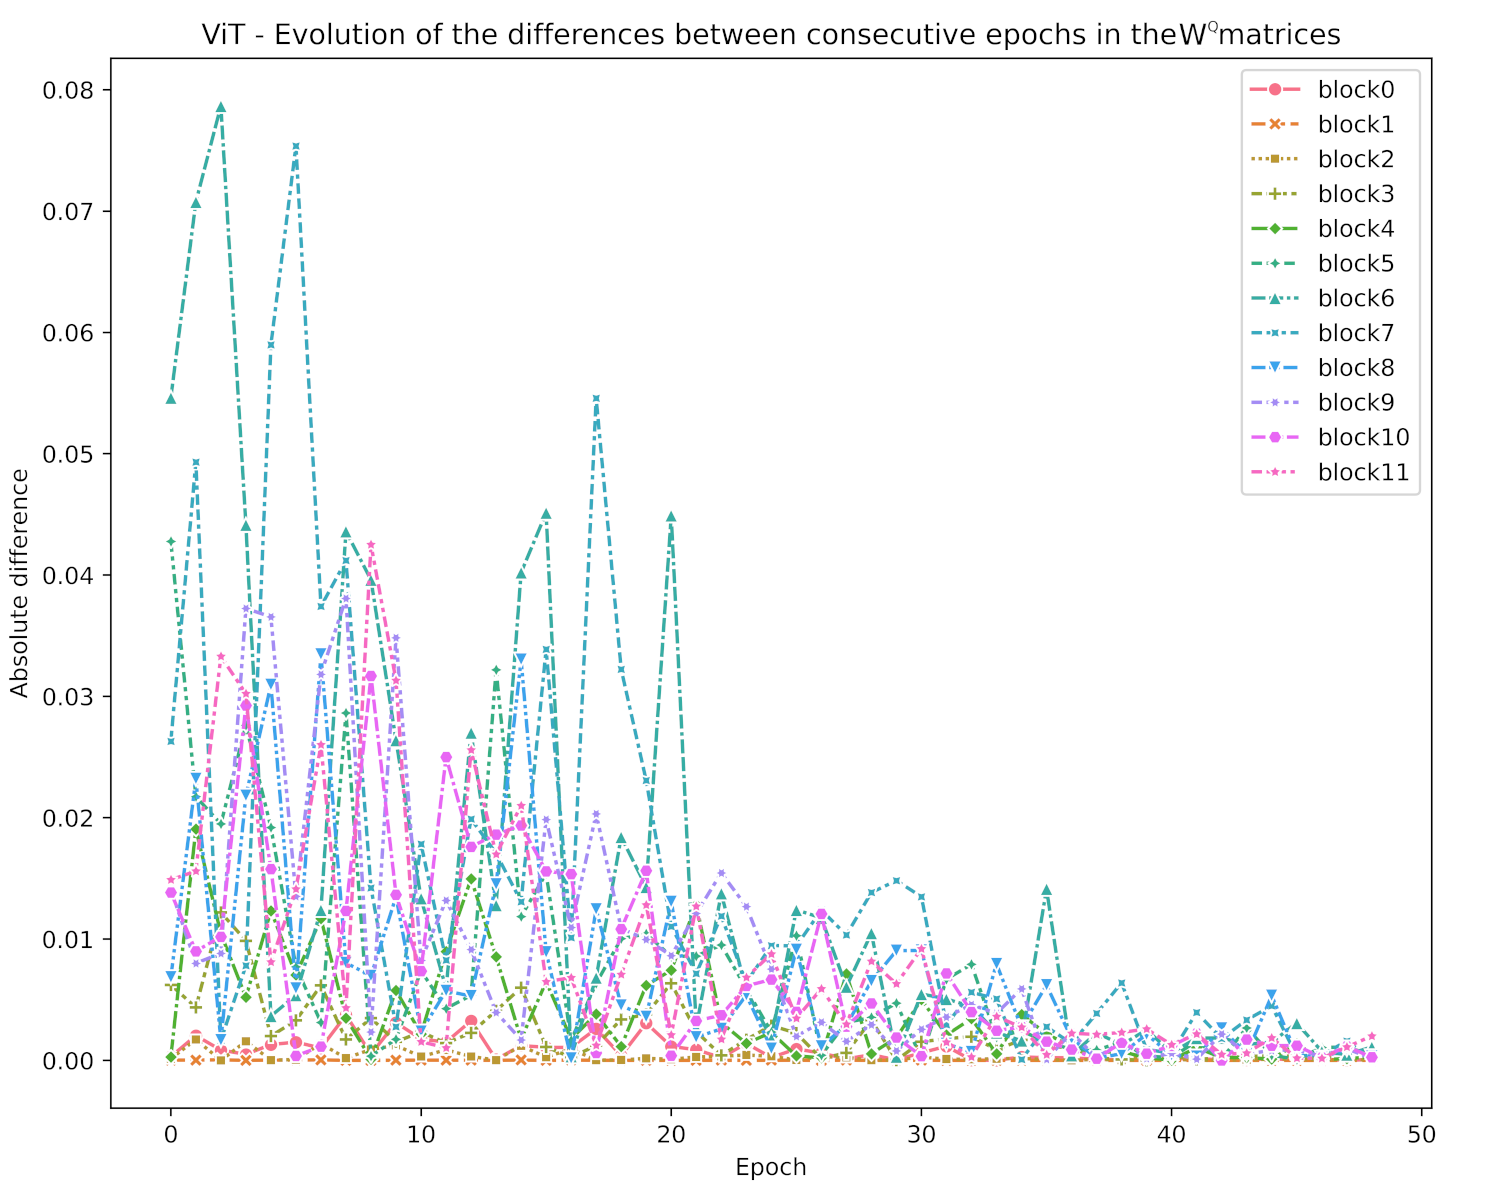 ViT - Evolution of the differences between consecutive epochs in theW^Qmatrices
0.08
0.07
0.06
0.05
0.04
0.03
0.02
0.01
0.00
Absolute difference
block0
block1
block2
block3
block4
block5
block6
block7
block8
block9
block10
block11
0 10 20 30 40 50
Epoch